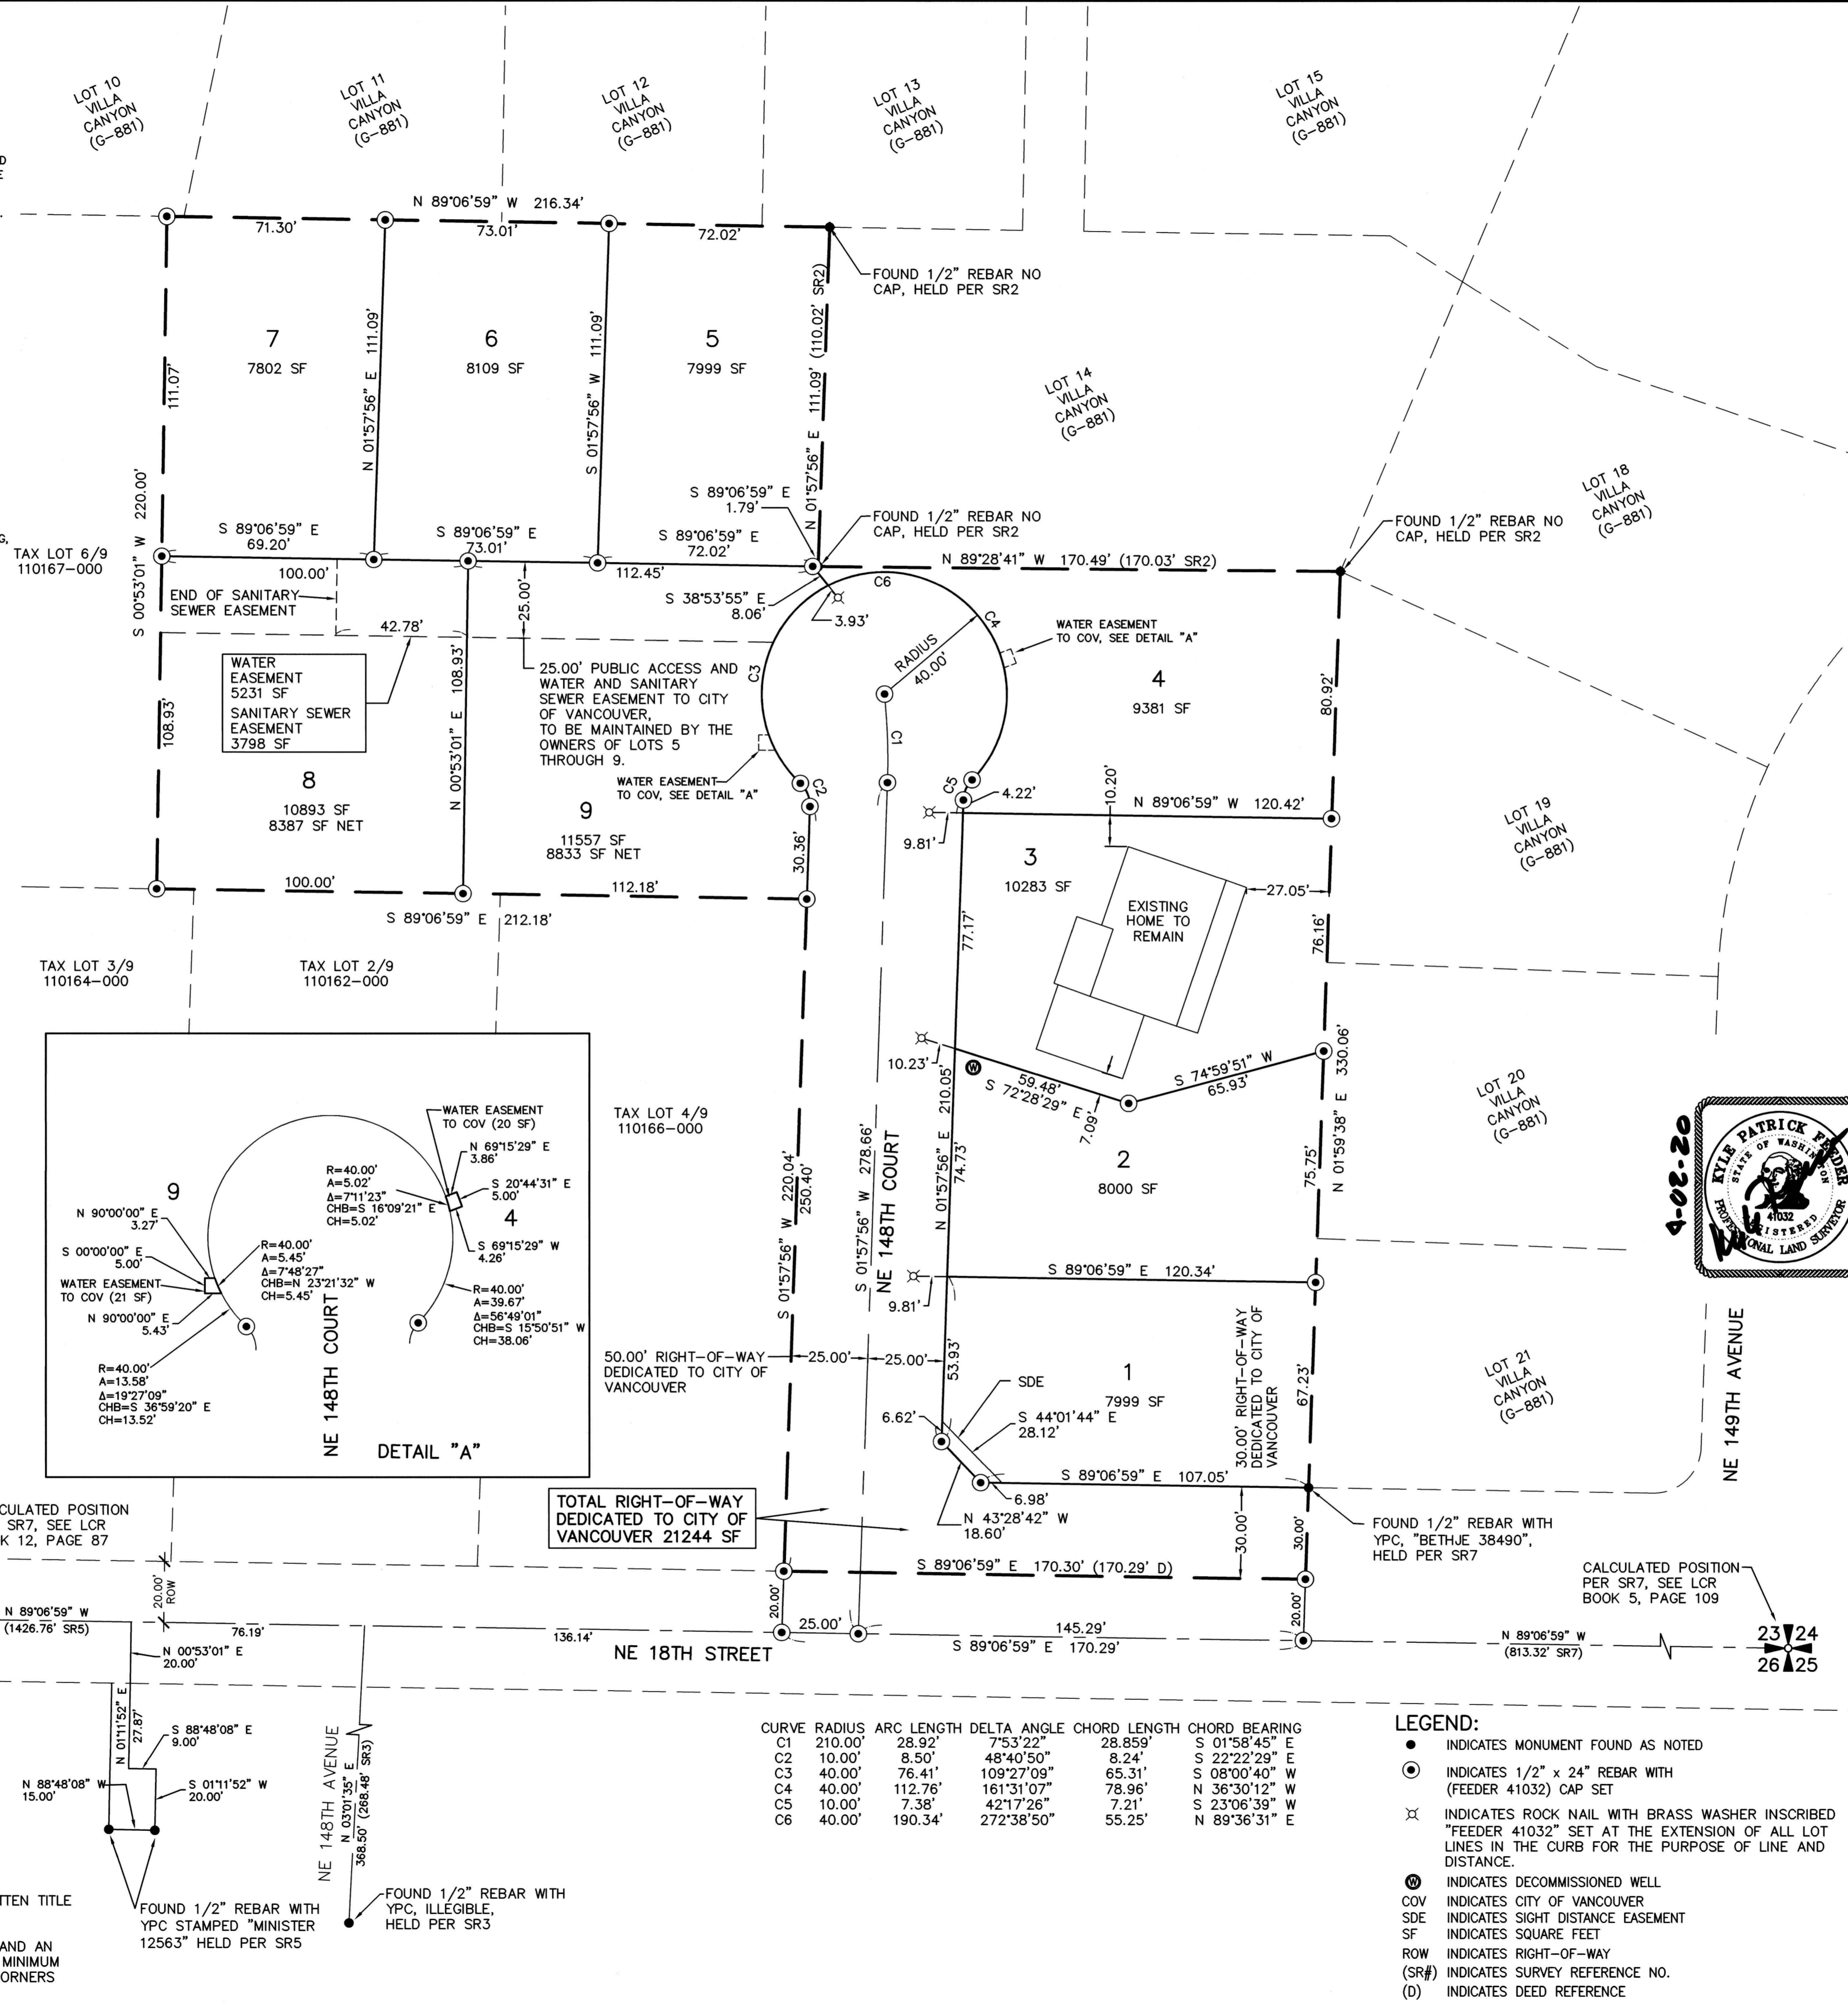 LOT 10
VILLA
CANYON
(G-881)
LOT 11
VILLA
CANYON
(G-881)
LOT 12
VILLA
CANYON
(G-881)
LOT 13
VILLA
CANYON
(G-881)
LOT 15
VILLA
CANYON
(G-881)
D
E
N 89°06'59" W 216.34'
71.30'
73.01'
72.02'
FOUND 1/2" REBAR NO
CAP, HELD PER SR2
7
7802 SF
6
8109 SF
5
7999 SF
111.07'
N 01°57'56" E 111.09'
S 01°57'56" W 111.09'
N 01°57'56" E 111.09' (110.02' SR2)
LOT 14
VILLA
CANYON
(G-881)
LOT 18
VILLA
CANYON
(G-881)
S 89°06'59" E
1.79'
FOUND 1/2" REBAR NO
CAP, HELD PER SR2
FOUND 1/2" REBAR NO
CAP, HELD PER SR2
G,
TAX LOT 6/9
110167-000
S 00°53'01" W 220.00'
S 89°06'59" E
69.20'
S 89°06'59" E
73.01'
S 89°06'59" E
72.02'
N 89°28'41" W 170.49' (170.03' SR2)
100.00'
112.45'
C6
END OF SANITARY
SEWER EASEMENT
25.00'
S 38°53'55" E
8.06'
3.93'
42.78'
C4
WATER EASEMENT
TO COV, SEE DETAIL "A"
RADIUS
40.00'
C3
WATER
EASEMENT
5231 SF
SANITARY SEWER
EASEMENT
3798 SF
108.93'
N 00°53'01" E 108.93'
25.00' PUBLIC ACCESS AND
WATER AND SANITARY
SEWER EASEMENT TO CITY
OF VANCOUVER,
TO BE MAINTAINED BY THE
OWNERS OF LOTS 5
THROUGH 9.
4
9381 SF
80.92'
C1
8
10893 SF
8387 SF NET
WATER EASEMENT
TO COV, SEE DETAIL "A"
C2
C5
4.22'
9
11557 SF
8833 SF NET
30.36'
10.20'
N 89°06'59" W 120.42'
9.81'
3
10283 SF
LOT 19
VILLA
CANYON
(G-881)
100.00'
112.18'
S 89°06'59" E 212.18'
EXISTING
HOME TO
REMAIN
27.05'
77.17'
76.16'
TAX LOT 3/9
110164-000
TAX LOT 2/9
110162-000
10.23'
59.48'
S 72°28'29" E
7.09'
S 74°59'51" W
65.93'
N 01°59'38" E 330.06'
LOT 20
VILLA
CANYON
(G-881)
TAX LOT 4/9
110166-000
W
WATER EASEMENT
TO COV (20 SF)
N 69°15'29" E
3.86'
R=40.00'
A=5.02'
Δ=7°11'23"
CHB=S 16°09'21" E
CH=5.02'
S 20°44'31" E
5.00'
4
S 69°15'29" W
4.26'
9
N 90°00'00" E
3.27'
S 00°00'00" E
5.00'
WATER EASEMENT
TO COV (21 SF)
N 90°00'00" E
5.43'
R=40.00'
A=5.45'
Δ=7°48'27"
CHB=N 23°21'32" W
CH=5.45'
R=40.00'
A=39.67'
Δ=56°49'01"
CHB=S 15°50'51" W
CH=38.06'
R=40.00'
A=13.58'
Δ=19°27'09"
CHB=S 36°59'20" E
CH=13.52'
NE 148TH COURT
DETAIL "A"
S 01°57'56" W 220.04'
250.40'
S 01°57'56" W 278.66'
NE 148TH COURT
N 01°57'56" E 210.05'
74.73'
2
8000 SF
75.75'
4-02-20
KYLE PATRICK FEEDER
STATE OF WASHINGTON
41032
REGISTERED
PROFESSIONAL LAND SURVEYOR
S 89°06'59" E 120.34'
9.81'
50.00' RIGHT-OF-WAY
DEDICATED TO CITY OF
VANCOUVER
25.00'
25.00'
53.93'
1
7999 SF
SDE
6.62'
S 44°01'44" E
28.12'
30.00' RIGHT-OF-WAY
DEDICATED TO CITY OF
VANCOUVER
67.23'
LOT 21
VILLA
CANYON
(G-881)
NE 149TH AVENUE
S 89°06'59" E 107.05'
6.98'
N 43°28'42" W
18.60'
TOTAL RIGHT-OF-WAY
DEDICATED TO CITY OF
VANCOUVER 21244 SF
CULATED POSITION
SR7, SEE LCR
K 12, PAGE 87
30.00'
30.00'
FOUND 1/2" REBAR WITH
YPC, "BETHJE 38490",
HELD PER SR7
S 89°06'59" E 170.30' (170.29' D)
CALCULATED POSITION
PER SR7, SEE LCR
BOOK 5, PAGE 109
20.00'
ROW
N 89°06'59" W
(1426.76' SR5)
76.19'
136.14'
20.00'
25.00'
145.29'
20.00'
NE 18TH STREET
S 89°06'59" E 170.29'
N 89°06'59" W
(813.32' SR7)
23 24
26 25
N 00°53'01" E
20.00'
N 01°11'52" E
27.87'
S 88°48'08" E
9.00'
N 88°48'08" W
15.00'
S 01°11'52" W
20.00'
NE 148TH AVENUE
N 03°01'35" E
368.50' (268.48' SR3)
FOUND 1/2" REBAR WITH
YPC STAMPED "MINISTER
12563" HELD PER SR5
FOUND 1/2" REBAR WITH
YPC, ILLEGIBLE,
HELD PER SR3
TTEN TITLE
AND AN
MINIMUM
ORNERS
CURVE RADIUS ARC LENGTH DELTA ANGLE CHORD LENGTH CHORD BEARING
C1 210.00' 28.92' 7°53'22" 28.859' S 01°58'45" E
C2 10.00' 8.50' 48°40'50" 8.24' S 22°22'29" E
C3 40.00' 76.41' 109°27'09" 65.31' S 08°00'40" W
C4 40.00' 112.76' 161°31'07" 78.96' N 36°30'12" W
C5 10.00' 7.38' 42°17'26" 7.21' S 23°06'39" W
C6 40.00' 190.34' 272°38'50" 55.25' N 89°36'31" E
LEGEND:
INDICATES MONUMENT FOUND AS NOTED
INDICATES 1/2" x 24" REBAR WITH
(FEEDER 41032) CAP SET
INDICATES ROCK NAIL WITH BRASS WASHER INSCRIBED
"FEEDER 41032" SET AT THE EXTENSION OF ALL LOT
LINES IN THE CURB FOR THE PURPOSE OF LINE AND
DISTANCE.
W INDICATES DECOMMISSIONED WELL
COV INDICATES CITY OF VANCOUVER
SDE INDICATES SIGHT DISTANCE EASEMENT
SF INDICATES SQUARE FEET
ROW INDICATES RIGHT-OF-WAY
(SR#) INDICATES SURVEY REFERENCE NO.
(D) INDICATES DEED REFERENCE